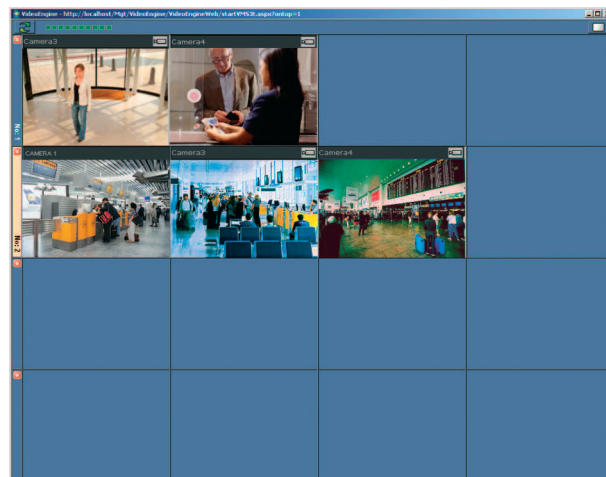 VideoEngine - http://localhost/Mgt/VideoEngine/VideoEngineWeb/startVMS3t.aspx?ontop=1
Camera3
Camera4
No: 1
CAMERA 1
Camera3
Camera4
No: 2